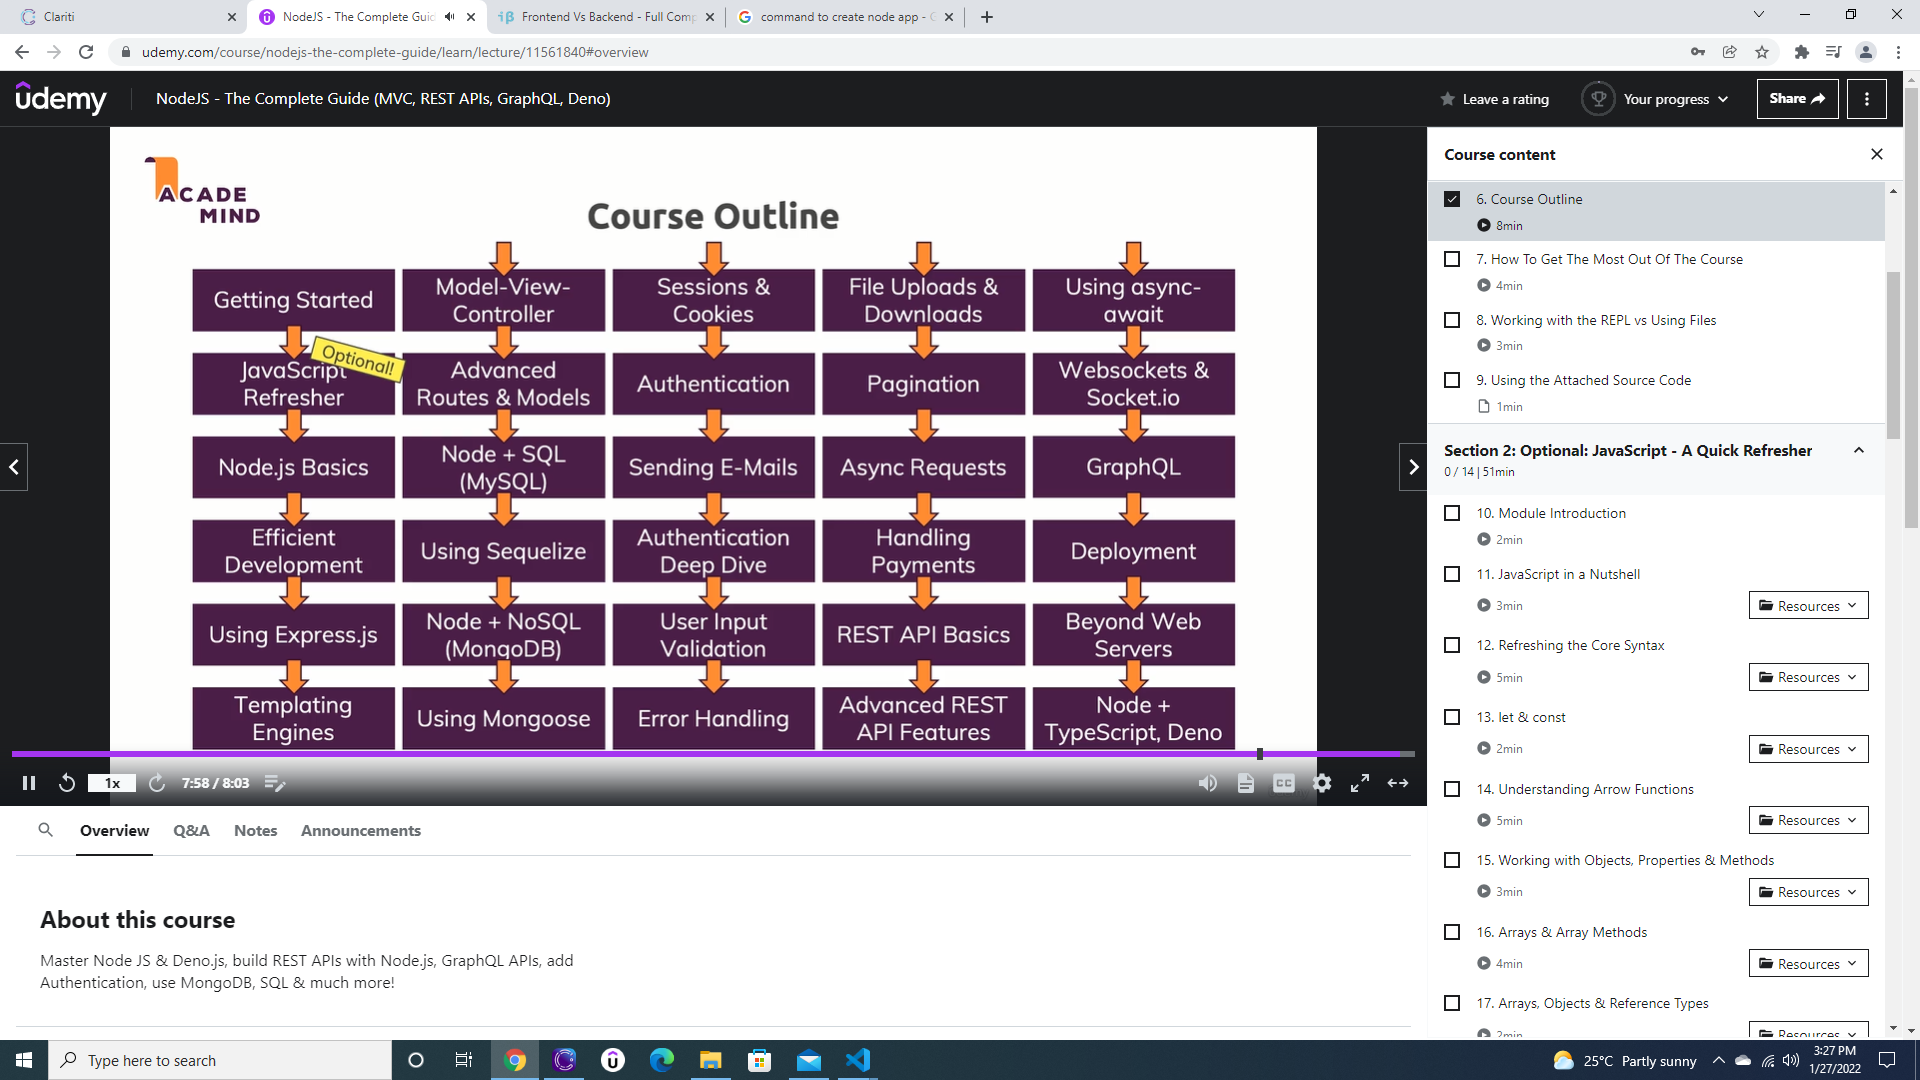 Clariti
NodeJS - The Complete Guid
Frontend Vs Backend - Full Comp
command to create node app - G
udemy.com/course/nodejs-the-complete-guide/learn/lecture/11561840#overview
udemy
NodeJS - The Complete Guide (MVC, REST APIs, GraphQL, Deno)
Leave a rating
Your progress
Share
ACADE
MIND
Course Outline
Getting Started
Model-View-
Controller
Sessions &
Cookies
File Uploads &
Downloads
Using async-
await
Optional!
JavaScript
Refresher
Advanced
Routes & Models
Authentication
Pagination
Websockets &
Socket.io
Node.js Basics
Node + SQL
(MySQL)
Sending E-Mails
Async Requests
GraphQL
Efficient
Development
Using Sequelize
Authentication
Deep Dive
Handling
Payments
Deployment
Using Express.js
Node + NoSQL
(MongoDB)
User Input
Validation
REST API Basics
Beyond Web
Servers
Templating
Engines
Using Mongoose
Error Handling
Advanced REST
API Features
Node +
TypeScript, Deno
1x
7:58 / 8:03
CC
Overview
Q&A
Notes
Announcements
About this course
Master Node JS & Deno.js, build REST APIs with Node.js, GraphQL APIs, add
Authentication, use MongoDB, SQL & much more!
Course content
6. Course Outline
8min
7. How To Get The Most Out Of The Course
4min
8. Working with the REPL vs Using Files
3min
9. Using the Attached Source Code
1min
Section 2: Optional: JavaScript - A Quick Refresher
0 / 14 | 51min
10. Module Introduction
2min
11. JavaScript in a Nutshell
3min
Resources
12. Refreshing the Core Syntax
5min
Resources
13. let & const
2min
Resources
14. Understanding Arrow Functions
5min
Resources
15. Working with Objects, Properties & Methods
3min
Resources
16. Arrays & Array Methods
4min
Resources
17. Arrays, Objects & Reference Types
2min
Resources
Type here to search
25°C Partly sunny
3:27 PM
1/27/2022